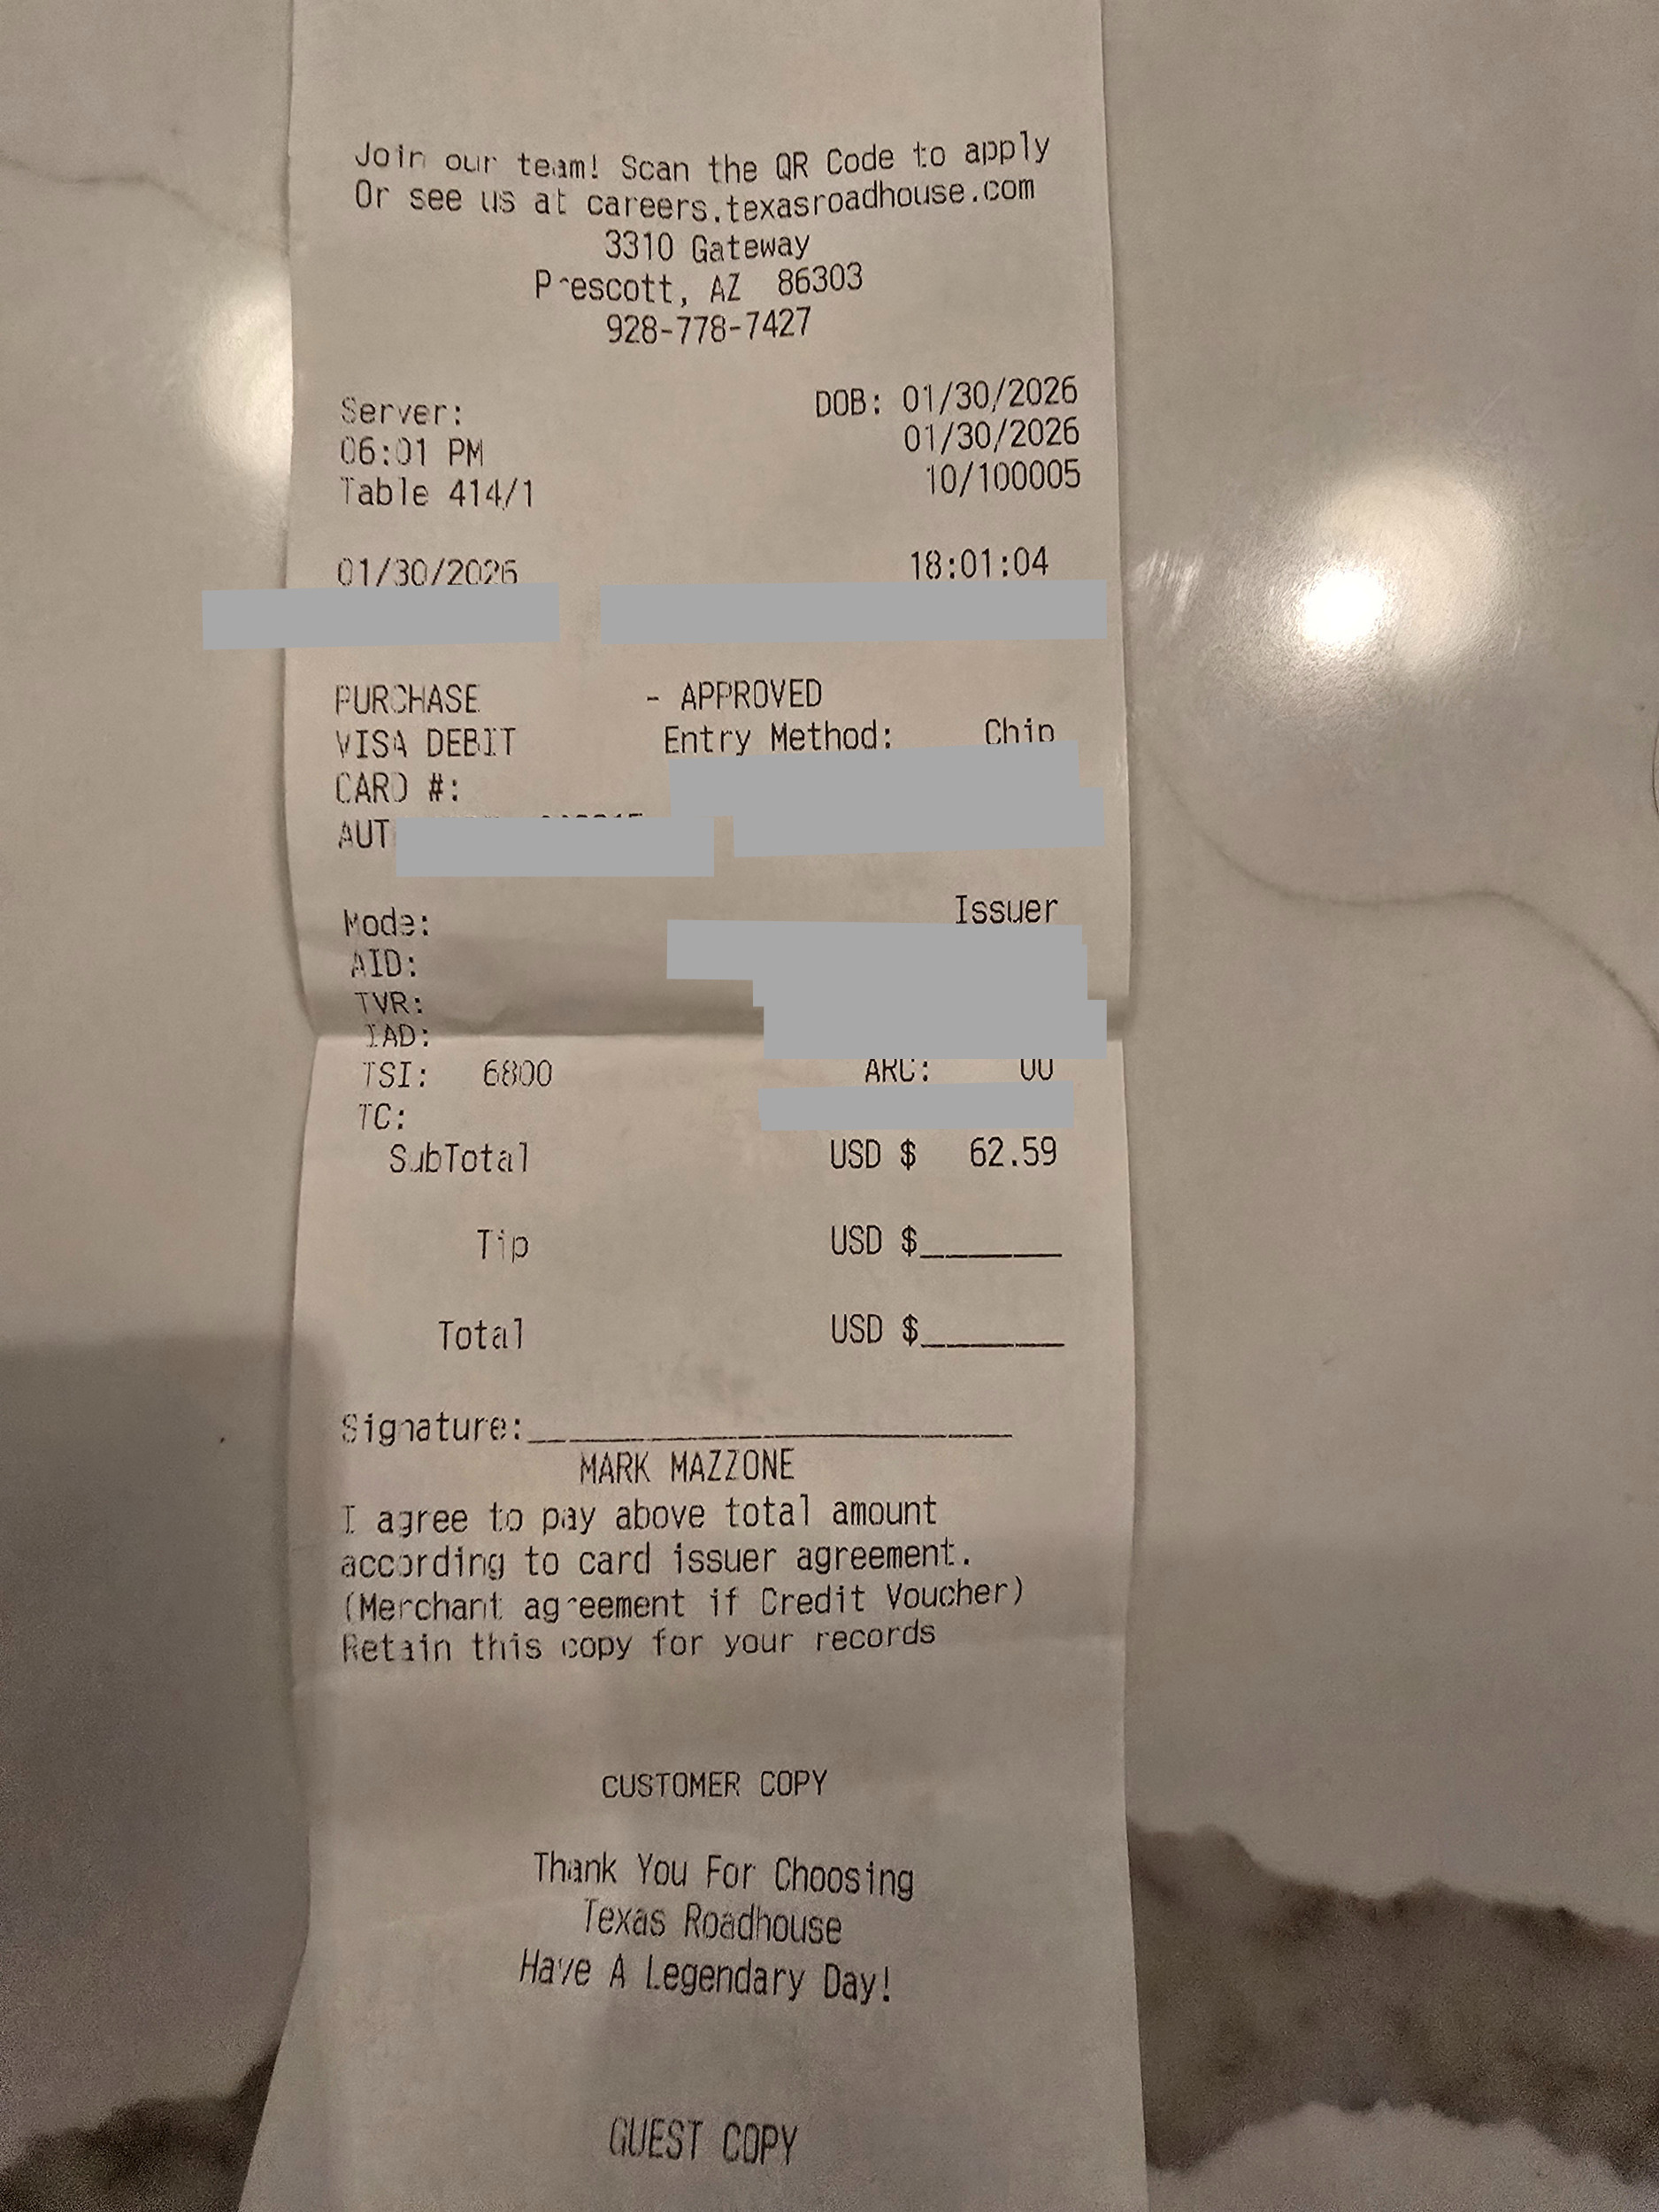 Join our team! Scan the QR Code to apply
Or see us at careers.texasroadhouse.com
3310 Gateway
Prescott, AZ 86303
928-778-7427
Server: DOB: 01/30/2026
06:01 PM 01/30/2026
Table 414/1 10/100005
01/30/2026 18:01:04
PURCHASE - APPROVED
VISA DEBIT Entry Method: Chip
CARD #:
AUT
Mode: Issuer
AID:
TVR:
IAD:
TSI: 6800 ARC: 00
TC:
SubTotal USD $ 62.59
Tip USD $________
Total USD $________
Signature:____________________________
MARK MAZZONE
I agree to pay above total amount
according to card issuer agreement.
(Merchant agreement if Credit Voucher)
Retain this copy for your records
CUSTOMER COPY
Thank You For Choosing
Texas Roadhouse
Have A Legendary Day!
GUEST COPY